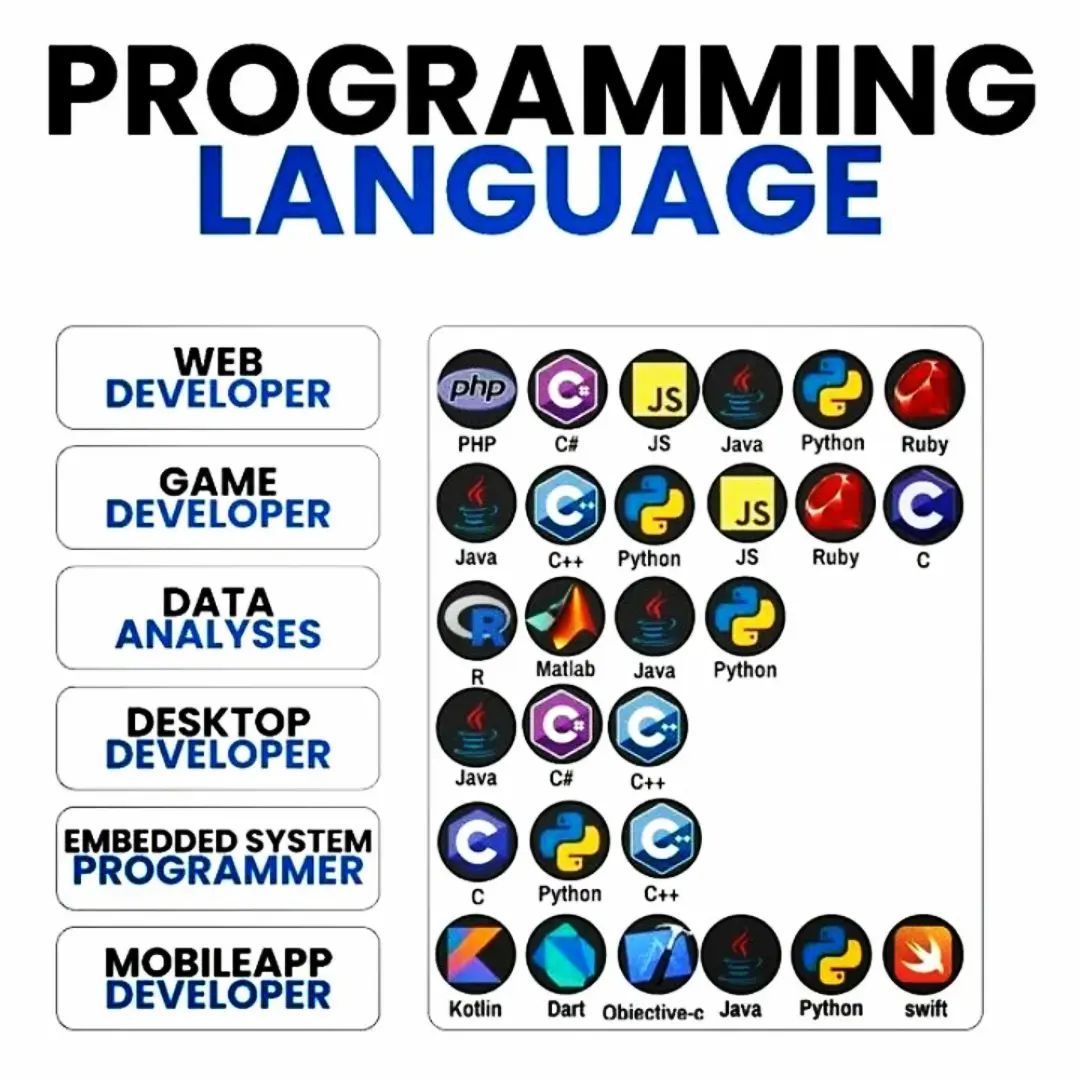 PROGRAMMING
LANGUAGE
WEB
DEVELOPER
php
C#
JS
PHP
C#
JS
Java
Python
Ruby
GAME
DEVELOPER
C++
JS
C
Java
C++
Python
JS
Ruby
C
DATA
ANALYSES
R
R
Matlab
Java
Python
DESKTOP
DEVELOPER
C#
C++
Java
C#
C++
EMBEDDED SYSTEM
PROGRAMMER
C
C++
C
Python
C++
MOBILEAPP
DEVELOPER
Kotlin
Dart
Obiective-c
Java
Python
swift